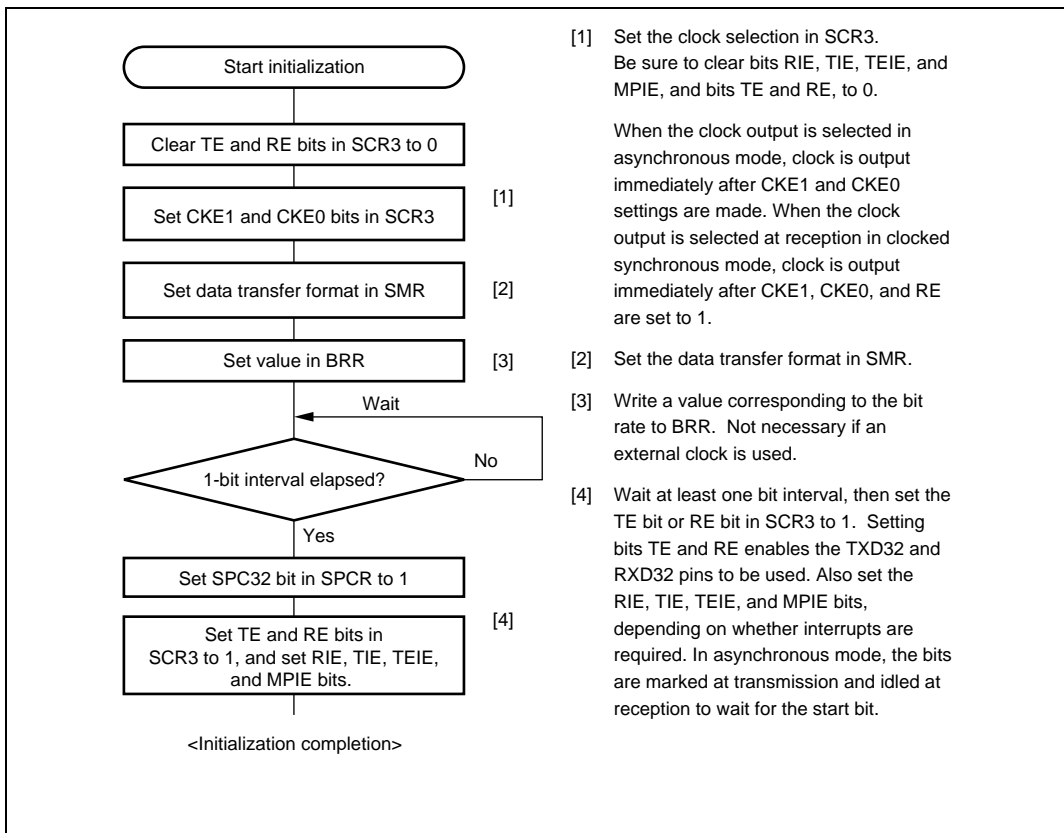 Start initialization
Clear TE and RE bits in SCR3 to 0
Set CKE1 and CKE0 bits in SCR3
[1]
Set data transfer format in SMR
[2]
Set value in BRR
[3]
Wait
1-bit interval elapsed?
No
Yes
Set SPC32 bit in SPCR to 1
Set TE and RE bits in
SCR3 to 1, and set RIE, TIE, TEIE,
and MPIE bits.
[4]
<Initialization completion>
[1] Set the clock selection in SCR3.
Be sure to clear bits RIE, TIE, TEIE, and
MPIE, and bits TE and RE, to 0.
When the clock output is selected in
asynchronous mode, clock is output
immediately after CKE1 and CKE0
settings are made. When the clock
output is selected at reception in clocked
synchronous mode, clock is output
immediately after CKE1, CKE0, and RE
are set to 1.
[2] Set the data transfer format in SMR.
[3] Write a value corresponding to the bit
rate to BRR. Not necessary if an
external clock is used.
[4] Wait at least one bit interval, then set the
TE bit or RE bit in SCR3 to 1. Setting
bits TE and RE enables the TXD32 and
RXD32 pins to be used. Also set the
RIE, TIE, TEIE, and MPIE bits,
depending on whether interrupts are
required. In asynchronous mode, the bits
are marked at transmission and idled at
reception to wait for the start bit.